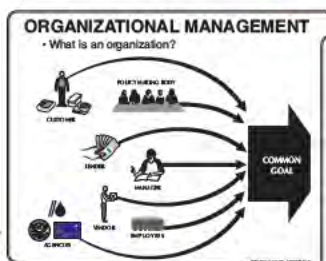 ORGANIZATIONAL MANAGEMENT
• What is an organization?
POLICY MAKING BODY
CUSTOMER
LENDER
MANAGER
COMMON
GOAL
VENDOR
EMPLOYEES
AGENCIES